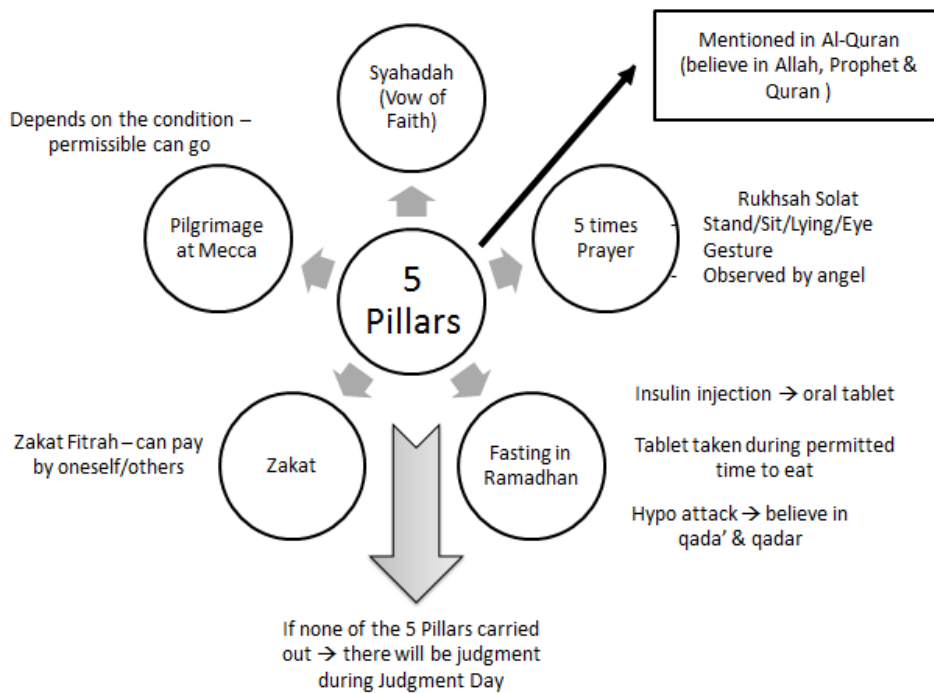 Mentioned in Al-Quran
(believe in Allah, Prophet &
Quran )
Syahadah
(Vow of
Faith)
Depends on the condition –
permissible can go
Pilgrimage
at Mecca
5 times
Prayer
Rukhsah Solat
- Stand/Sit/Lying/Eye
Gesture
- Observed by angel
5
Pillars
Zakat Fitrah – can pay
by oneself/others
Zakat
Fasting in
Ramadhan
Insulin injection → oral tablet
Tablet taken during permitted
time to eat
Hypo attack → believe in
qada’ & qadar
If none of the 5 Pillars carried
out → there will be judgment
during Judgment Day